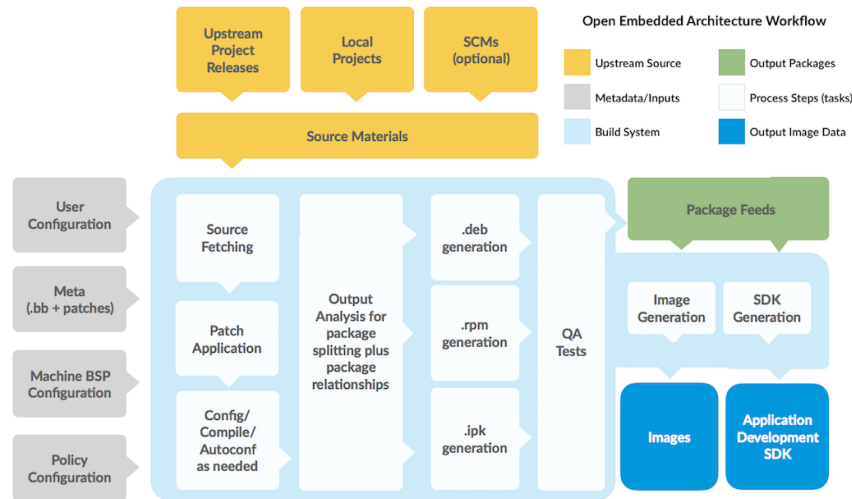 Upstream
Project
Releases
Local
Projects
SCMs
(optional)
Open Embedded Architecture Workflow
Upstream Source
Output Packages
Metadata/Inputs
Process Steps (tasks)
Build System
Output Image Data
Source Materials
User
Configuration
Meta
(.bb + patches)
Machine BSP
Configuration
Policy
Configuration
Source
Fetching
Patch
Application
Config/
Compile/
Autoconf
as needed
Output
Analysis for
package
splitting plus
package
relationships
.deb
generation
.rpm
generation
.ipk
generation
QA
Tests
Package Feeds
Image
Generation
SDK
Generation
Images
Application
Development
SDK